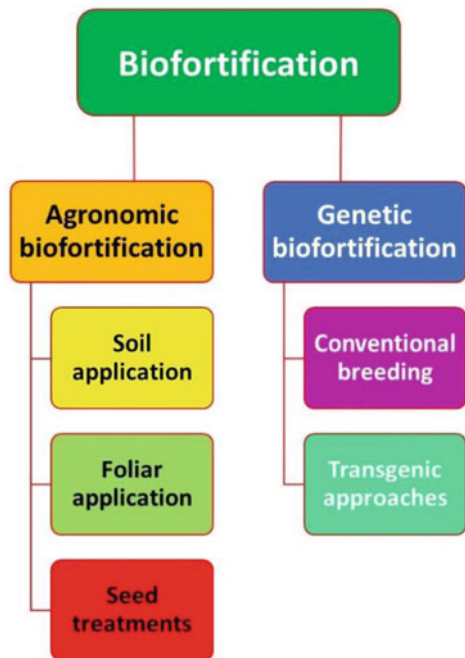 Biofortification
Agronomic
biofortification
Soil
application
Foliar
application
Seed
treatments
Genetic
biofortification
Conventional
breeding
Transgenic
approaches